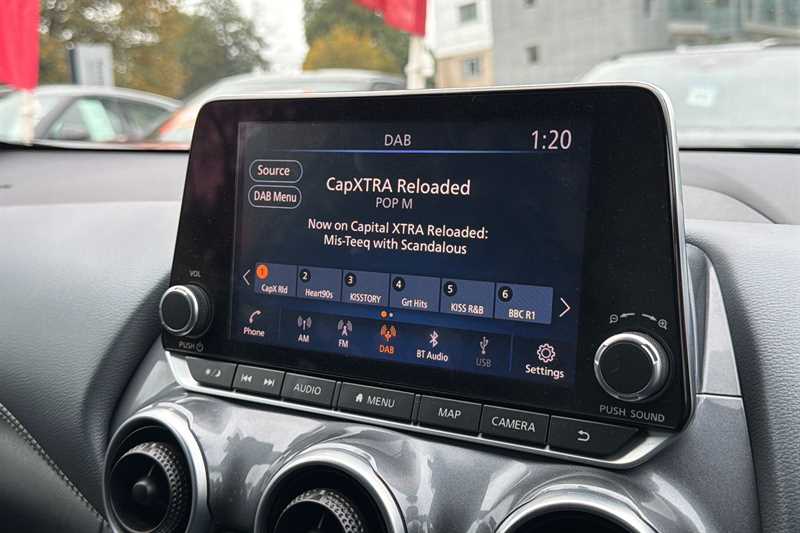 DAB
1:20
Source
DAB Menu
CapXTRA Reloaded
POP M
Now on Capital XTRA Reloaded:
Mis-Teeq with Scandalous
1
CapX Rld
2
Heart90s
3
KISSTORY
4
Grt Hits
5
KISS R&B
6
BBC R1
Phone
AM
FM
DAB
BT Audio
USB
Settings
VOL
PUSH
PUSH SOUND
AUDIO
MENU
MAP
CAMERA